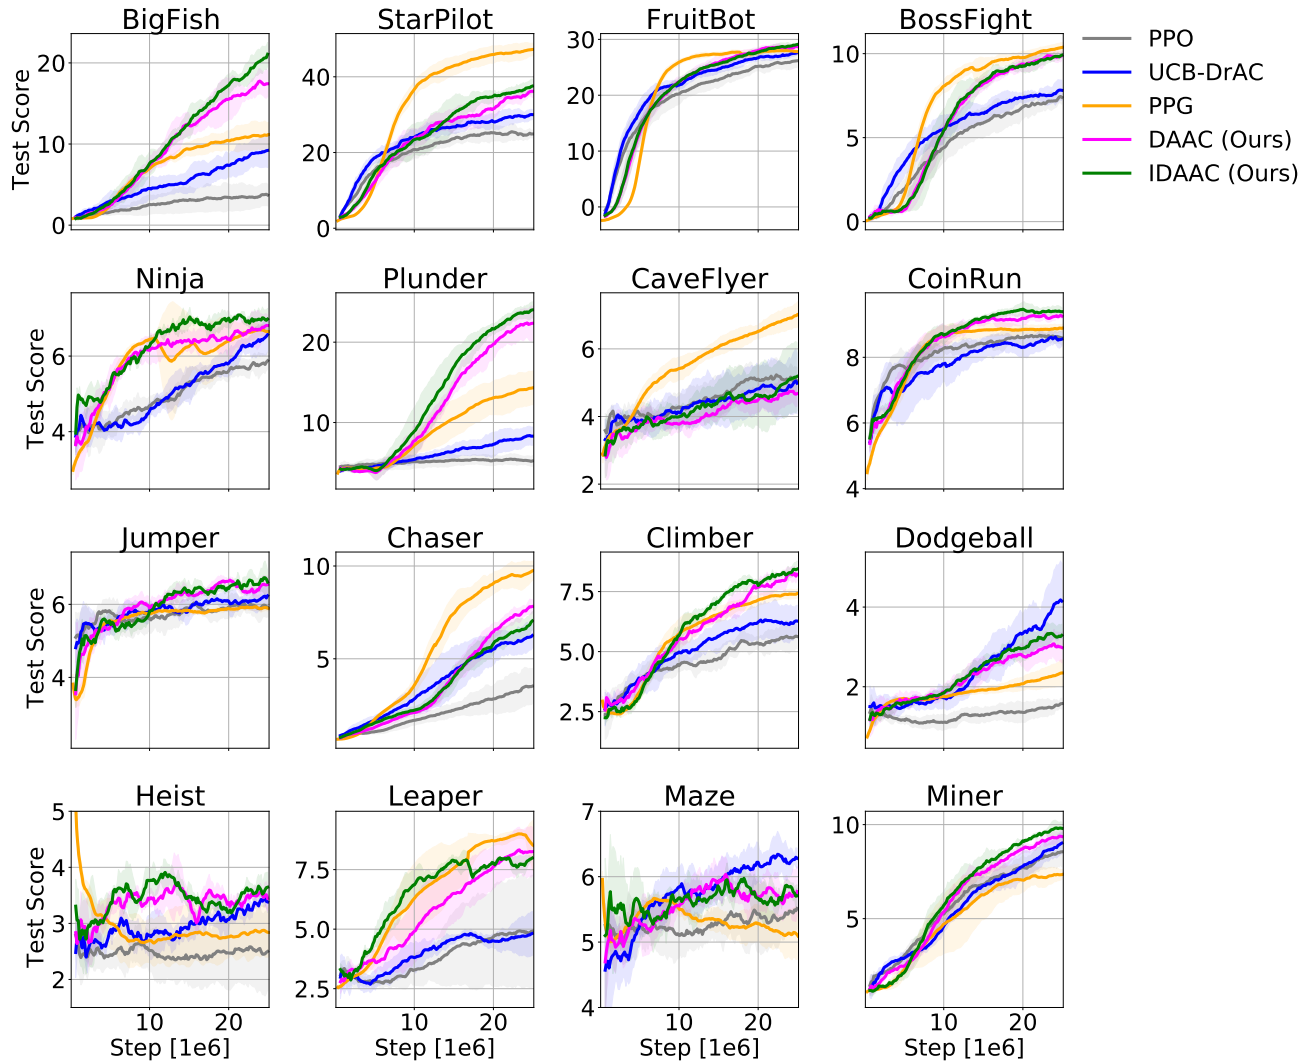 BigFish
StarPilot
FruitBot
BossFight
PPO
UCB-DrAC
PPG
DAAC (Ours)
IDAAC (Ours)
Test Score
20
10
0
40
20
0
30
20
10
0
10
5
0
Ninja
Plunder
CaveFlyer
CoinRun
Test Score
6
4
20
10
6
4
2
8
6
4
Jumper
Chaser
Climber
Dodgeball
Test Score
6
4
10
5
7.5
5.0
2.5
4
2
Heist
Leaper
Maze
Miner
Test Score
5
4
3
2
7.5
5.0
2.5
7
6
5
4
10
5
10 20
10 20
10 20
10 20
Step [1e6]
Step [1e6]
Step [1e6]
Step [1e6]